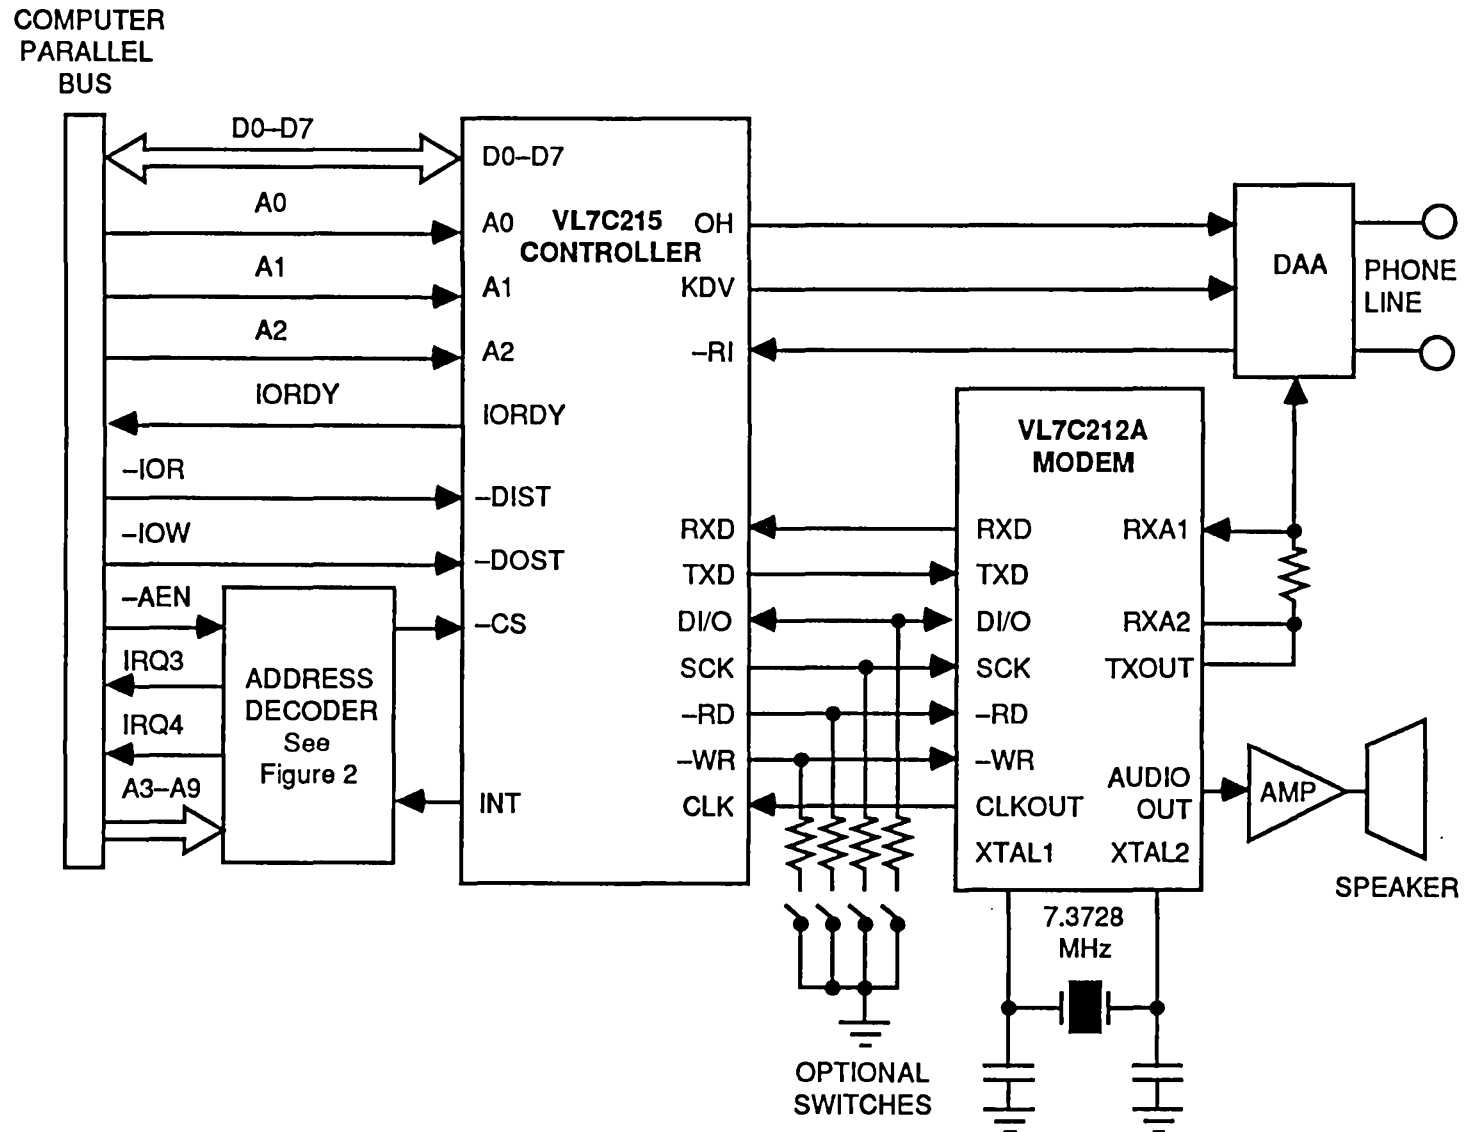 COMPUTER
PARALLEL
BUS
D0–D7
A0
A1
A2
IORDY
–IOR
–IOW
–AEN
IRQ3
IRQ4
A3–A9
ADDRESS
DECODER
See
Figure 2
D0–D7
A0
A1
A2
IORDY
–DIST
–DOST
–CS
INT
VL7C215
CONTROLLER
OH
KDV
–RI
RXD
TXD
DI/O
SCK
–RD
–WR
CLK
VL7C212A
MODEM
RXD
TXD
DI/O
SCK
–RD
–WR
CLKOUT
XTAL1
RXA1
RXA2
TXOUT
AUDIO
OUT
XTAL2
DAA
PHONE
LINE
AMP
SPEAKER
7.3728
MHz
OPTIONAL
SWITCHES